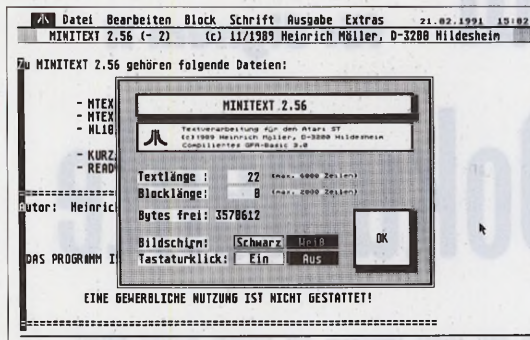 Datei Bearbeiten Block Schrift Ausgabe Extras 21.02.1991 15:02
MINITEXT 2.56 (- 2) (c) 11/1989 Heinrich Möller, D-3200 Hildesheim
Zu MINITEXT 2.56 gehören folgende Dateien:
- MTEX
- MTEX
- NL10
- KURZ
- READ
MINITEXT 2.56
Textverarbeitung für den Atari ST
(c)1989 Heinrich Möller, D-3200 Hildesheim
Compiliertes GFA-Basic 3.0
Textlänge : 22 (max. 6000 Zeilen)
Blocklänge: 0 (max. 2000 Zeilen)
Bytes frei: 3578612
Bildschirm: Schwarz Weiß
Tastaturklick: Ein Aus
OK
Autor: Heinric
DAS PROGRAMM I
EINE GEWERBLICHE NUTZUNG IST NICHT GESTATTET!